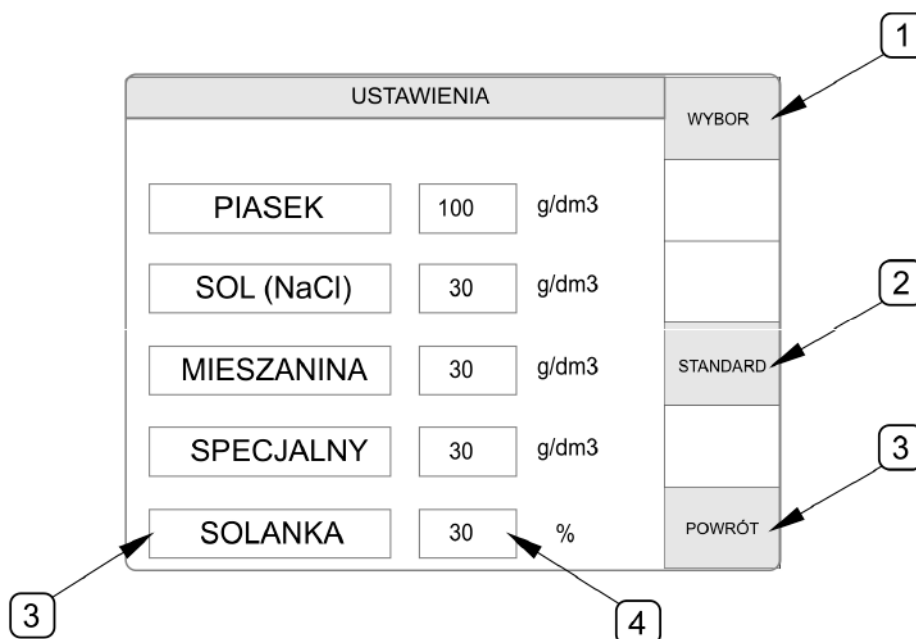 1
USTAWIENIA
WYBOR
PIASEK 100 g/dm3
SOL (NaCl) 30 g/dm3
2
MIESZANINA 30 g/dm3
STANDARD
SPECJALNY 30 g/dm3
3
SOLANKA 30 %
POWRÓT
3
4